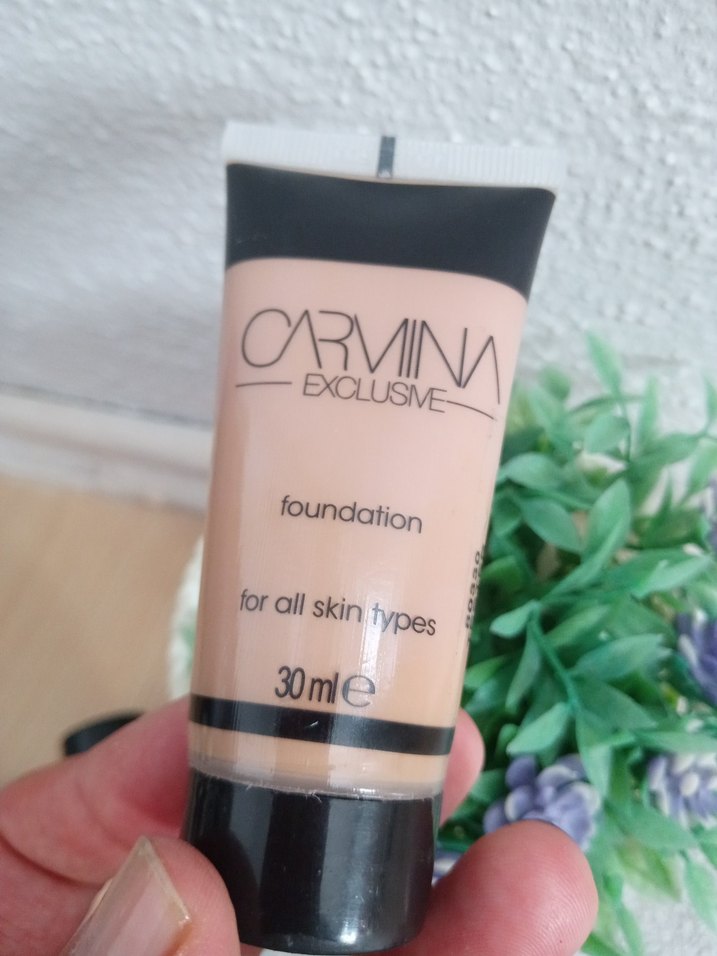 CARMINA
EXCLUSIVE
foundation
for all skin types
30 ml e